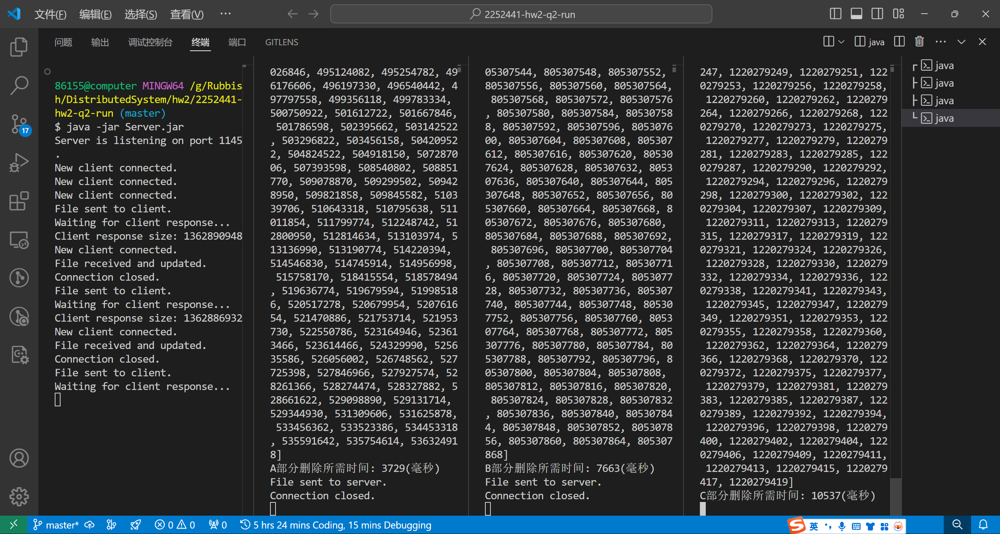 文件(F) 编辑(E) 选择(S) 查看(V) ···
2252441-hw2-q2-run
问题 输出 调试控制台 终端 端口 GITLENS
java
86155@computer MINGW64 /g/Rubbis
h/DistributedSystem/hw2/2252441-
hw2-q2-run (master)
$ java -jar Server.jar
Server is listening on port 1145
.
New client connected.
New client connected.
New client connected.
File sent to client.
Waiting for client response...
Client response size: 1362890948
New client connected.
File received and updated.
Connection closed.
File sent to client.
Waiting for client response...
Client response size: 1362886932
New client connected.
File received and updated.
Connection closed.
File sent to client.
Waiting for client response...
026846, 495124082, 495254782, 49
6176606, 496197330, 496540442, 4
97797558, 499356118, 499783334,
500750922, 501612722, 501667846,
501786598, 502395662, 503142522
, 503296822, 503456158, 50420952
2, 504824522, 504918150, 5072870
06, 507393598, 508540802, 508851
770, 509078870, 509299502, 50942
8950, 509821858, 509845582, 5103
39706, 510643318, 510795638, 511
011854, 511799774, 512248742, 51
2800950, 512814634, 513103974, 5
13136990, 513190774, 514220394,
514546830, 514745914, 514956998,
515758170, 518415554, 518578494
, 519636774, 519679594, 51998518
6, 520517278, 520679954, 5207616
54, 521470886, 521753714, 521953
730, 522550786, 523164946, 52361
3466, 523614466, 524329990, 5256
35586, 526056002, 526748562, 527
725398, 527846966, 527927574, 52
8261366, 528274474, 528327882, 5
28661622, 529098890, 529131714,
529344930, 531309606, 531625878,
533456362, 533523386, 534453318
, 535591642, 535754614, 53632491
8]
A部分删除所需时间: 3729(毫秒)
File sent to server.
Connection closed.
05307544, 805307548, 805307552,
805307556, 805307560, 805307564,
805307568, 805307572, 805307576
, 805307580, 805307584, 80530758
8, 805307592, 805307596, 8053076
00, 805307604, 805307608, 805307
612, 805307616, 805307620, 80530
7624, 805307628, 805307632, 8053
07636, 805307640, 805307644, 805
307648, 805307652, 805307656, 80
5307660, 805307664, 805307668, 8
05307672, 805307676, 805307680,
805307684, 805307688, 805307692,
805307696, 805307700, 805307704
, 805307708, 805307712, 80530771
6, 805307720, 805307724, 8053077
28, 805307732, 805307736, 805307
740, 805307744, 805307748, 80530
7752, 805307756, 805307760, 8053
07764, 805307768, 805307772, 805
307776, 805307780, 805307784, 80
5307788, 805307792, 805307796, 8
05307800, 805307804, 805307808,
805307812, 805307816, 805307820,
805307824, 805307828, 805307832
, 805307836, 805307840, 80530784
4, 805307848, 805307852, 8053078
56, 805307860, 805307864, 805307
868]
B部分删除所需时间: 7663(毫秒)
File sent to server.
Connection closed.
247, 1220279249, 1220279251, 122
0279253, 1220279256, 1220279258,
1220279260, 1220279262, 1220279
264, 1220279266, 1220279268, 122
0279270, 1220279273, 1220279275,
1220279277, 1220279279, 1220279
281, 1220279283, 1220279285, 122
0279287, 1220279290, 1220279292,
1220279294, 1220279296, 1220279
298, 1220279300, 1220279302, 122
0279304, 1220279307, 1220279309,
1220279311, 1220279313, 1220279
315, 1220279317, 1220279319, 122
0279321, 1220279324, 1220279326,
1220279328, 1220279330, 1220279
332, 1220279334, 1220279336, 122
0279338, 1220279341, 1220279343,
1220279345, 1220279347, 1220279
349, 1220279351, 1220279353, 122
0279355, 1220279358, 1220279360,
1220279362, 1220279364, 1220279
366, 1220279368, 1220279370, 122
0279372, 1220279375, 1220279377,
1220279379, 1220279381, 1220279
383, 1220279385, 1220279387, 122
0279389, 1220279392, 1220279394,
1220279396, 1220279398, 1220279
400, 1220279402, 1220279404, 122
0279406, 1220279409, 1220279411,
1220279413, 1220279415, 1220279
417, 1220279419]
C部分删除所需时间: 10537(毫秒)
java
java
java
java
17
master* 0 0 0 5 hrs 24 mins Coding, 15 mins Debugging
英